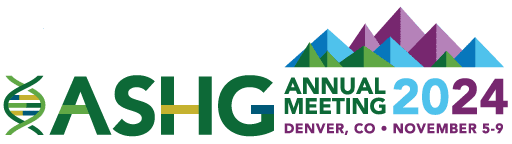 ASHG
ANNUAL
MEETING 2024
DENVER, CO • NOVEMBER 5-9